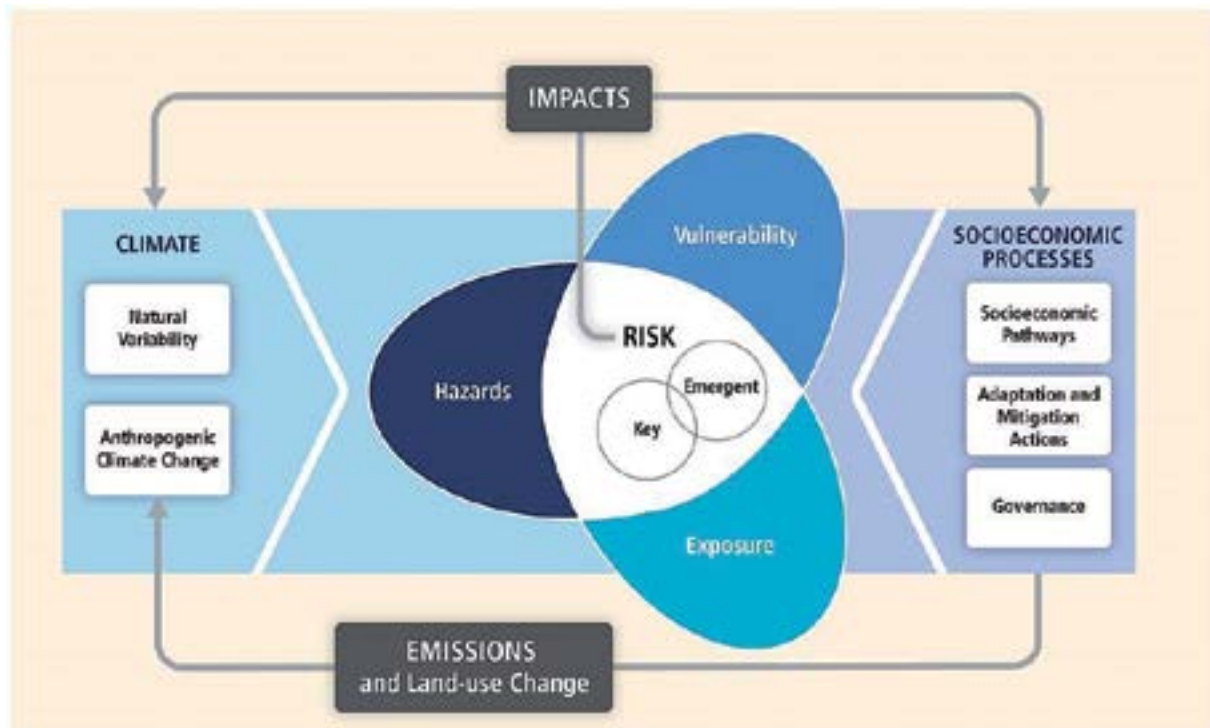 IMPACTS
CLIMATE
Natural
Variability
Anthropogenic
Climate Change
Vulnerability
Hazards
RISK
Emergent
Key
Exposure
SOCIOECONOMIC
PROCESSES
Socioeconomic
Pathways
Adaptation and
Mitigation
Actions
Governance
EMISSIONS
and Land-use Change